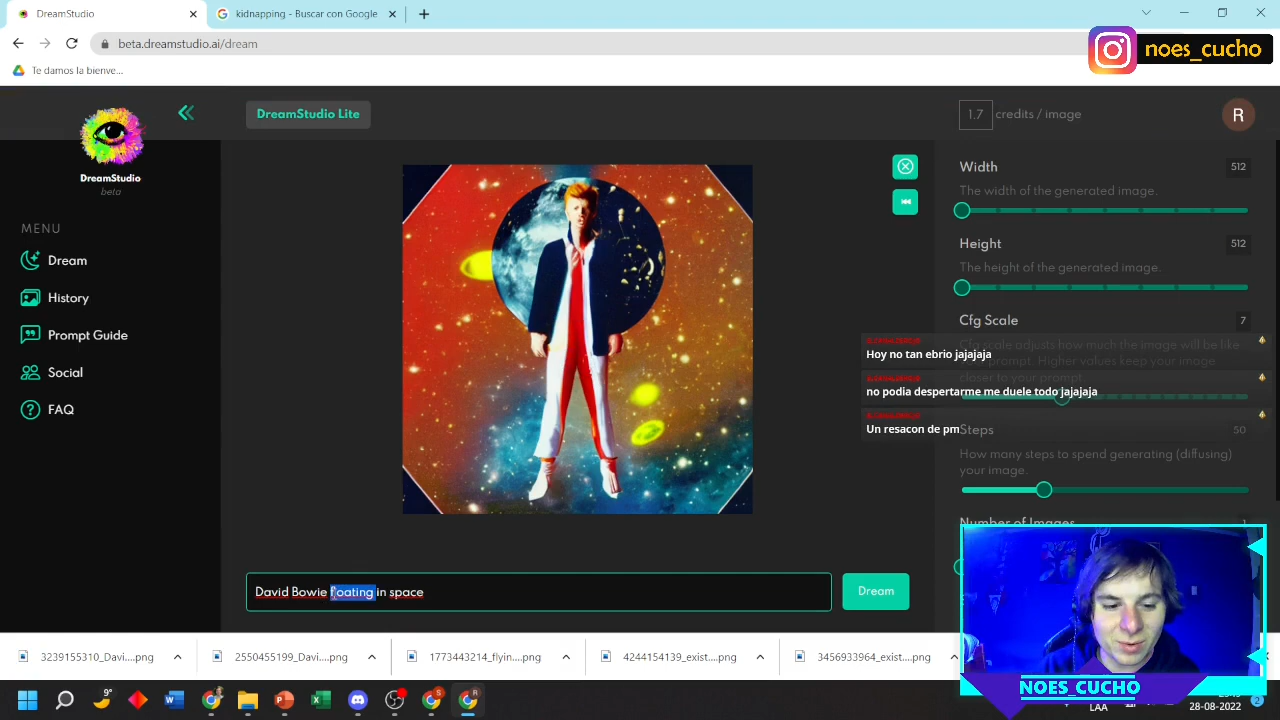 DreamStudio
kidnapping - Buscar con Google
beta.dreamstudio.ai/dream
noes_cucho
Te damos la bienve...
DreamStudio
beta
MENU
Dream
History
Prompt Guide
Social
FAQ
DreamStudio Lite
1.7 credits / image
R
Width
512
The width of the generated image.
Height
512
The height of the generated image.
Cfg Scale
7
Hoy no tan ebrio jajajaja
no podia despertarme me duele todo jajajaja
Un resacon de pm
Steps
50
How many steps to spend generating (diffusing)
your image.
Number of Images
1
David Bowie floating in space
Dream
3239155310_Davi....png
2550455199_Davi....png
1773443214_flyin....png
4244154139_exist....png
3456933964_exist....png
NOES_CUCHO
9°
LAA
28-08-2022
2